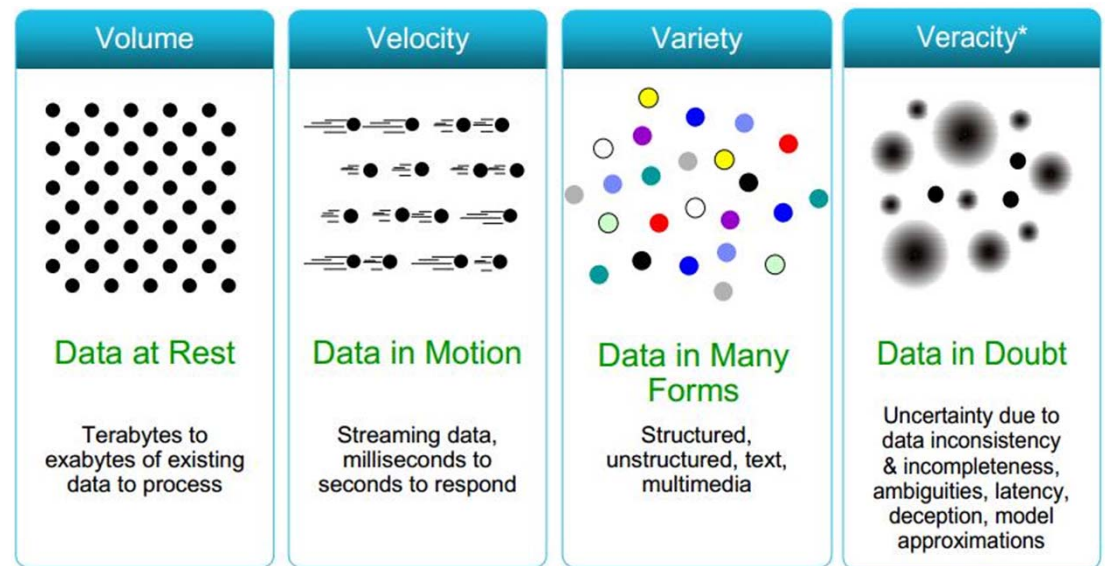 Volume
Data at Rest
Terabytes to
exabytes of existing
data to process
Velocity
Data in Motion
Streaming data,
milliseconds to
seconds to respond
Variety
Data in Many
Forms
Structured,
unstructured, text,
multimedia
Veracity*
Data in Doubt
Uncertainty due to
data inconsistency
& incompleteness,
ambiguities, latency,
deception, model
approximations